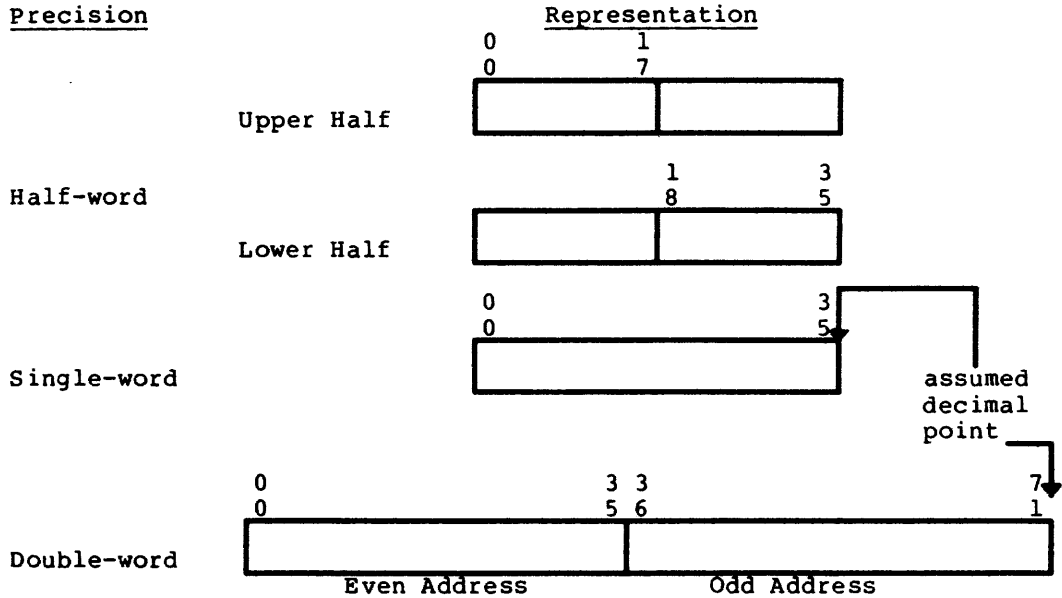 Precision Representation
0 1
0 7
Upper Half
1 3
Half-word 8 5
Lower Half
0 3
0 5
Single-word
assumed
decimal
point
0 3 3 7
0 5 6 1
Double-word
Even Address Odd Address